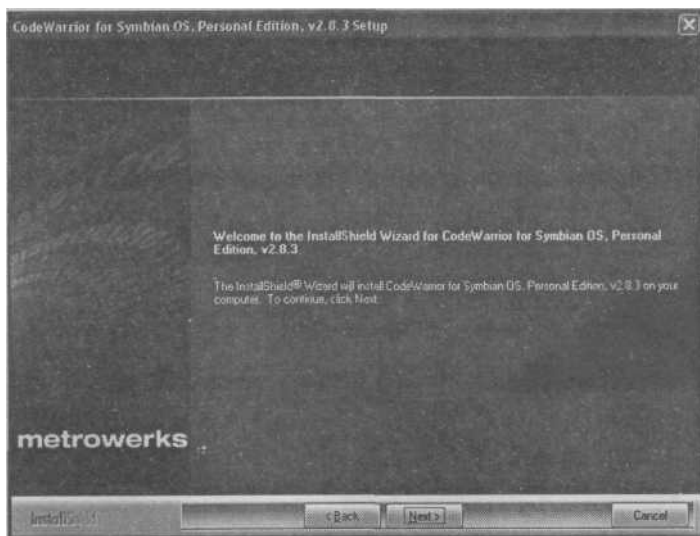 CodeWarrior for Symbian OS, Personal Edition, v2.8.3 Setup
Welcome to the InstallShield Wizard for CodeWarrior for Symbian OS, Personal
Edition, v2.8.3
The InstallShield® Wizard will install CodeWarrior for Symbian OS, Personal Edition, v2.8.3 on your
computer. To continue, click Next.
metrowerks
InstallShield
< Back
Next >
Cancel